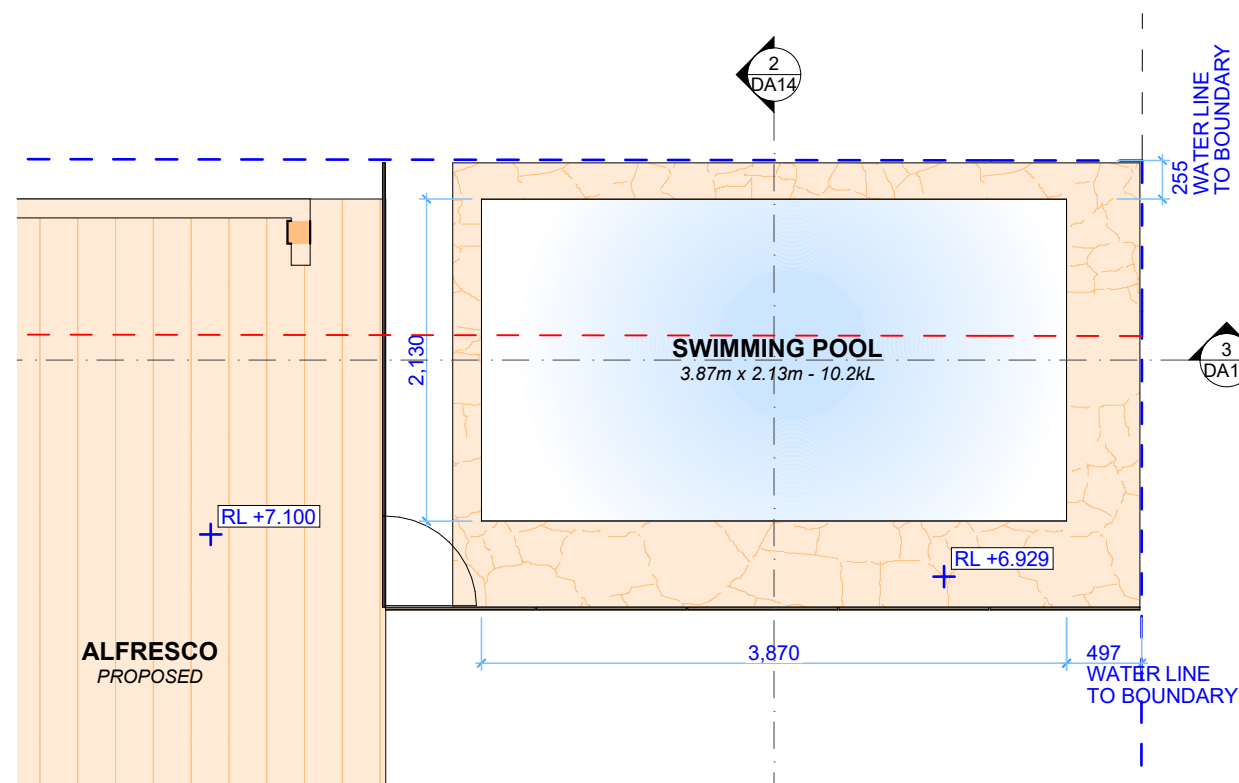 2
DA14
255
WATER LINE
TO BOUNDARY
2,130
SWIMMING POOL
3.87m x 2.13m - 10.2kL
3
DA1
RL +7.100
RL +6.929
ALFRESCO
PROPOSED
3,870
497
WATER LINE
TO BOUNDARY